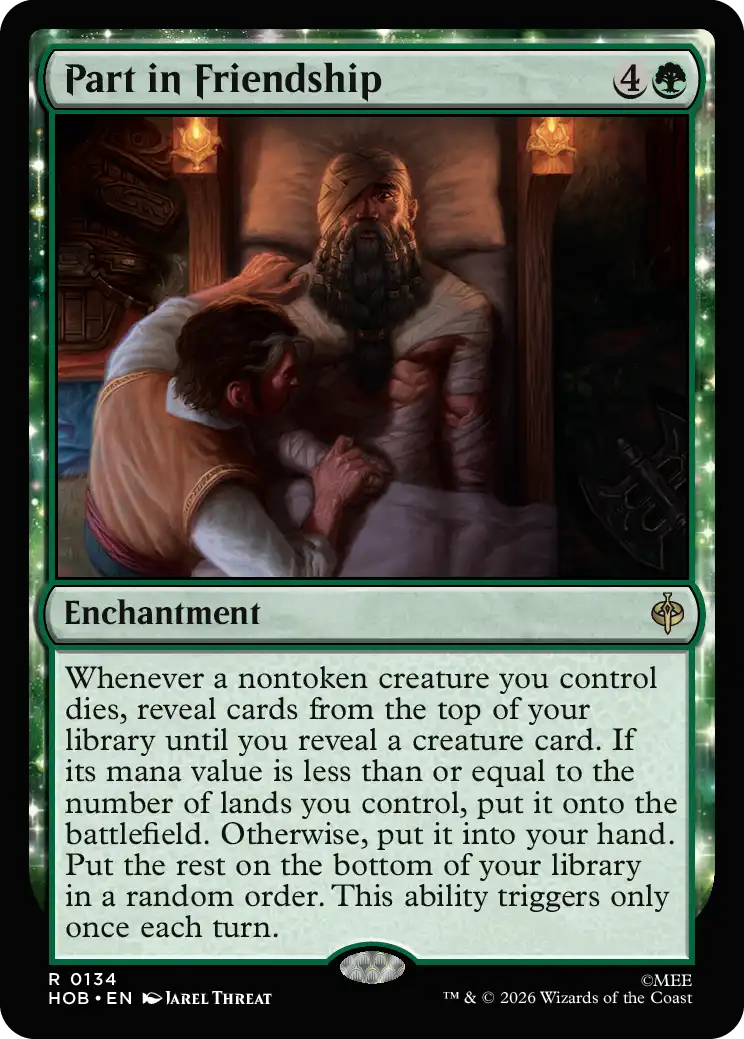 Part in Friendship 4
Enchantment
Whenever a nontoken creature you control
dies, reveal cards from the top of your
library until you reveal a creature card. If
its mana value is less than or equal to the
number of lands you control, put it onto the
battlefield. Otherwise, put it into your hand.
Put the rest on the bottom of your library
in a random order. This ability triggers only
once each turn.
R 0134
HOB • EN Jarel Threat
©MEE
™ & © 2026 Wizards of the Coast